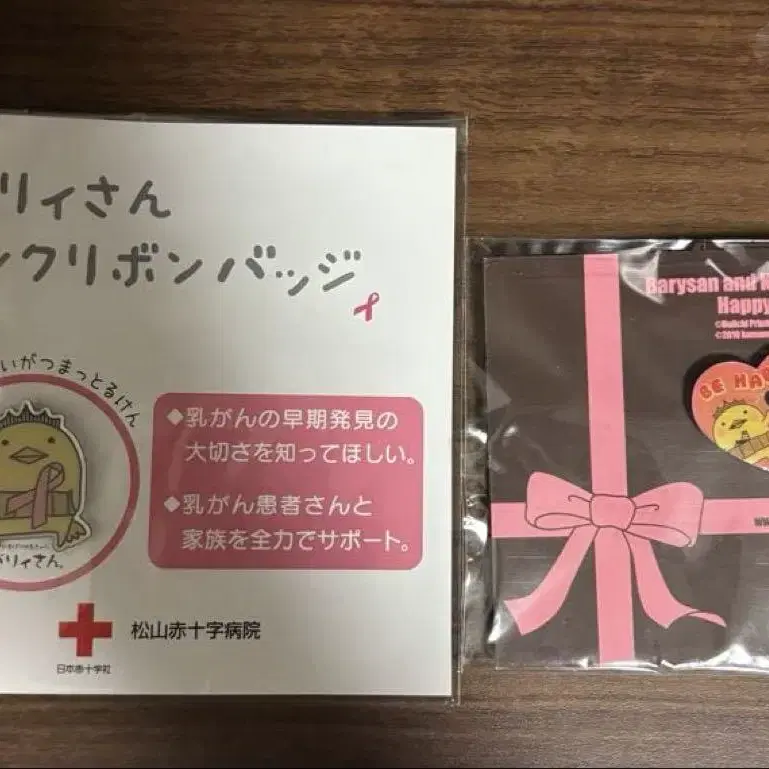 リィさん
ンクリボンバッジ
いがつまっとるけん
◆乳がんの早期発見の
大切さを知ってほしい。
◆乳がん患者さんと
家族を全力でサポート。
バリィさん。
松山赤十字病院
日本赤十字社
Barysan and
Happy
BE HA